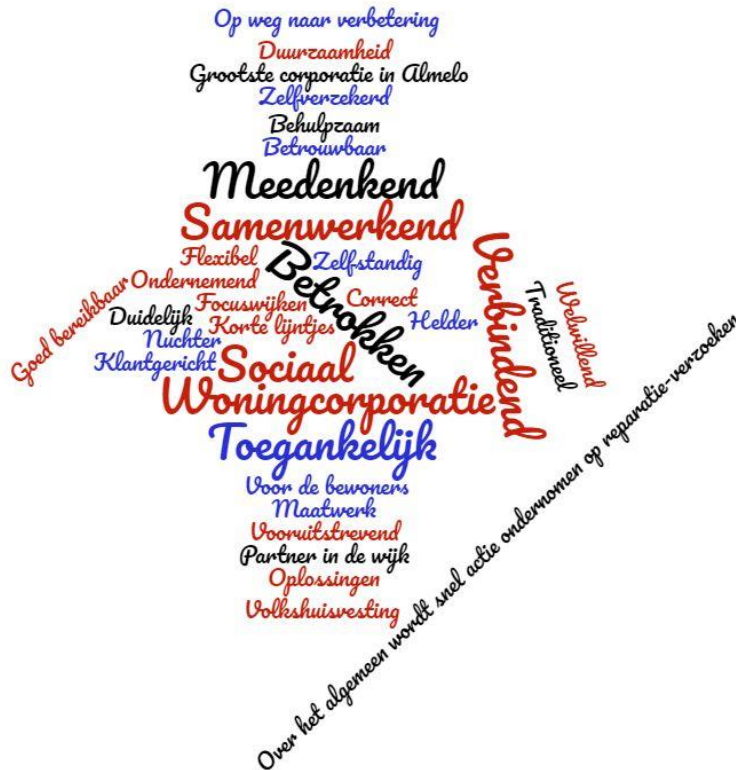 Op weg naar verbetering
Duurzaamheid
Grootste corporatie in Almelo
Zelfverzekerd
Behulpzaam
Betrouwbaar
Meedenkend
Samenwerkend
Flexibel
Betrokken
Zelfstandig
Verbindend
Traditioneel
Welwillend
Goed bereikbaar
Ondernemend
Focuswijken
Correct
Duidelijk
Korte lijntjes
Helder
Nuchter
Klantgericht
Sociaal
Woningcorporatie
Toegankelijk
Voor de bewoners
Maatwerk
Vooruitstrevend
Partner in de wijk
Oplossingen
Volkshuisvesting
Over het algemeen wordt snel actie ondernomen op reparatie-verzoeken